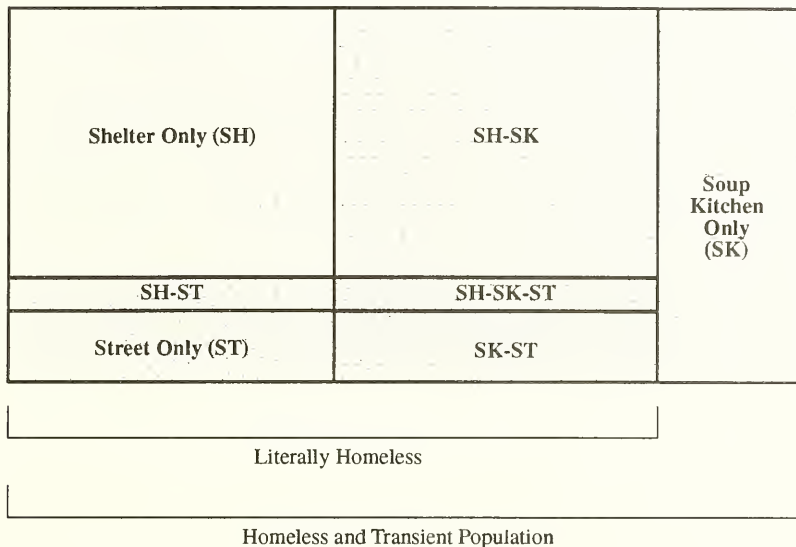 Shelter Only (SH)
SH-SK
Soup
Kitchen
Only
(SK)
SH-ST
SH-SK-ST
Street Only (ST)
SK-ST
Literally Homeless
Homeless and Transient Population